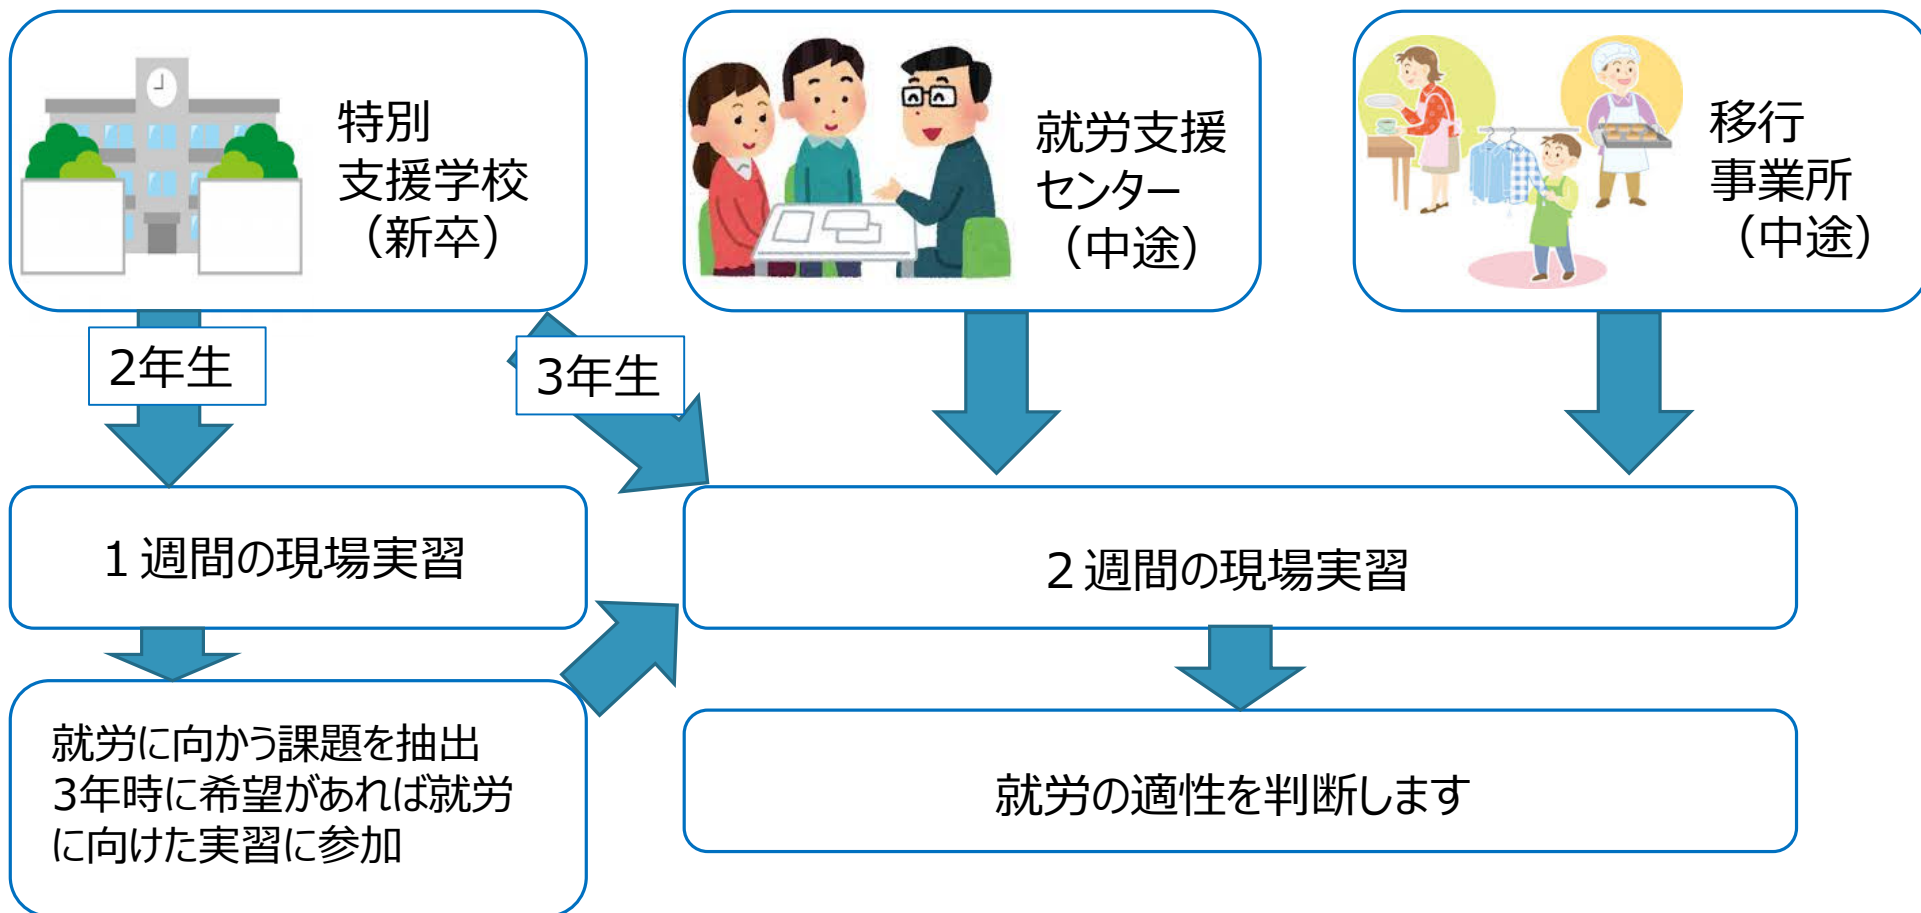 特別
支援学校
（新卒）
就労支援
センター
（中途）
移行
事業所
（中途）
2年生
3年生
１週間の現場実習
２週間の現場実習
就労に向かう課題を抽出
3年時に希望があれば就労
に向けた実習に参加
就労の適性を判断します